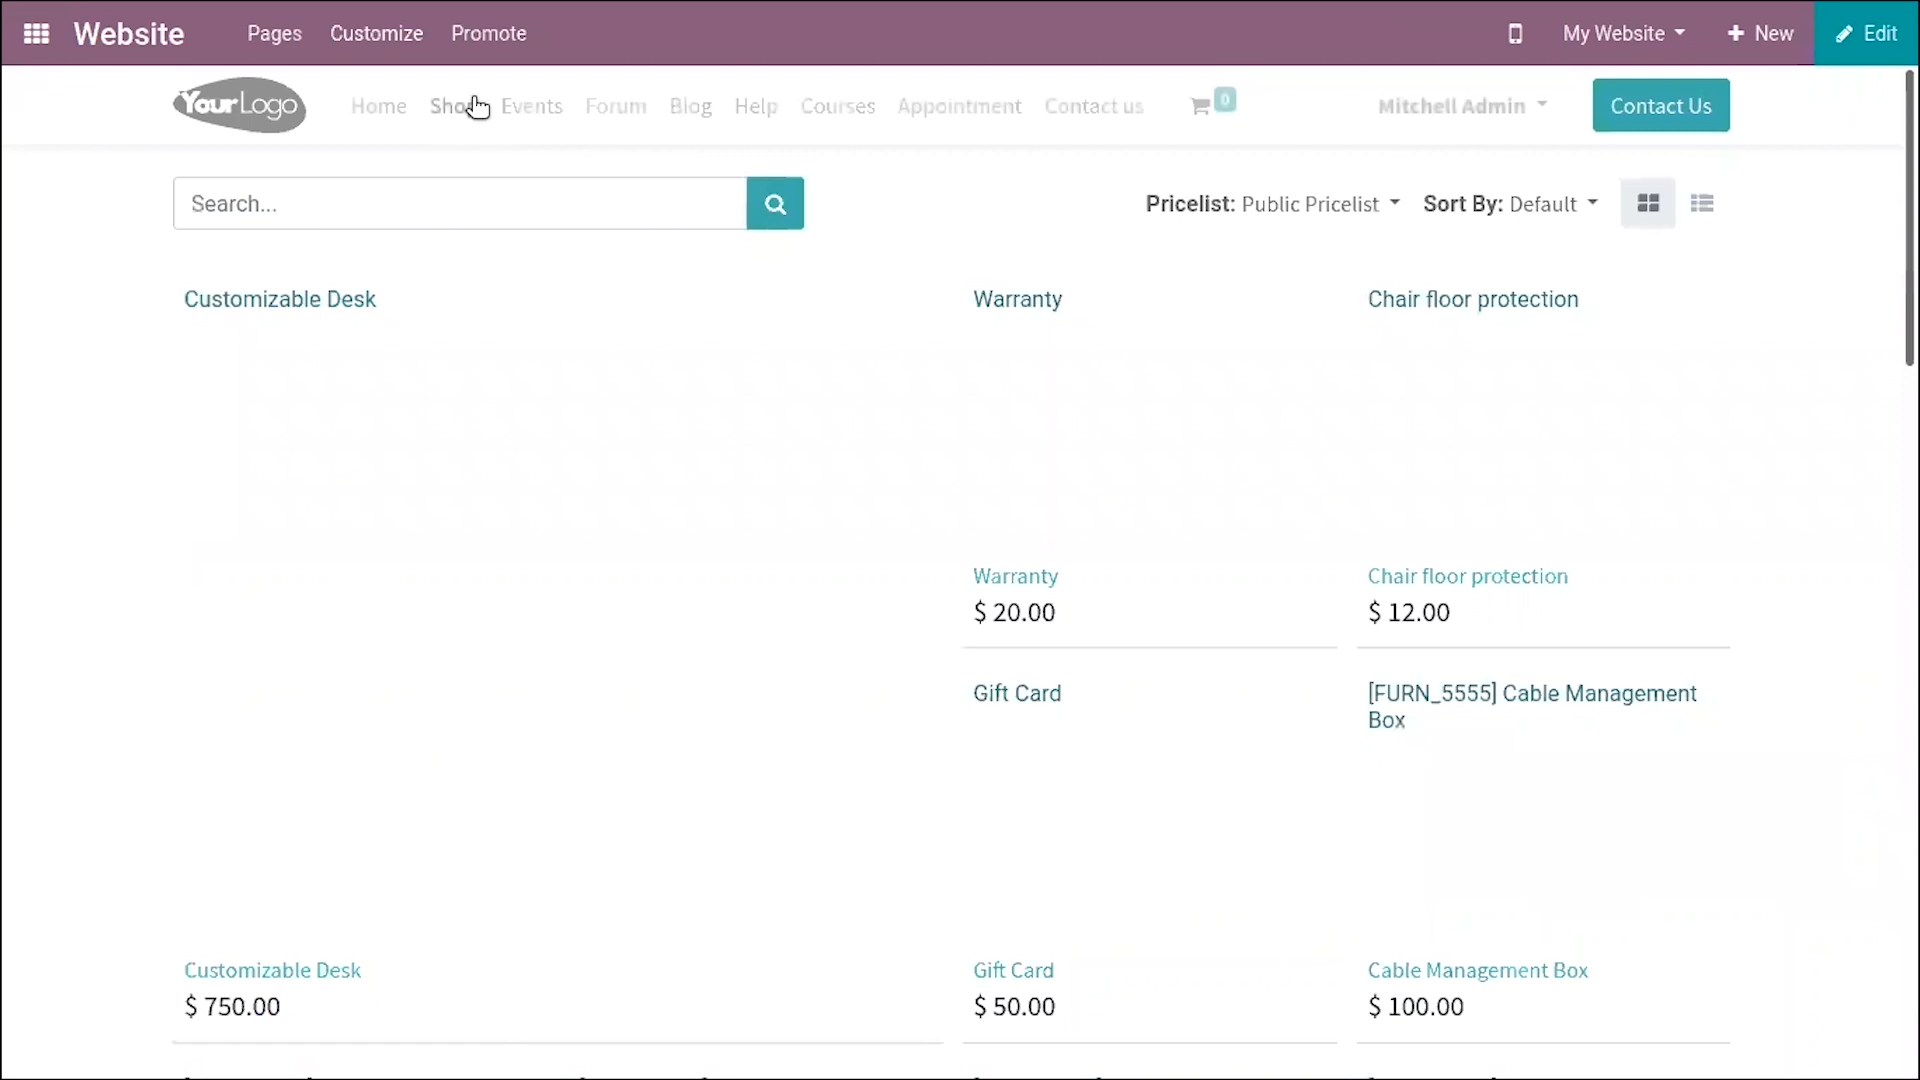 Website Pages Customize Promote My Website New Edit
YourLogo Home Shop Events Forum Blog Help Courses Appointment Contact us 0 Mitchell Admin Contact Us
Search... Pricelist: Public Pricelist Sort By: Default
Customizable Desk Warranty Chair floor protection
Warranty Chair floor protection
$ 20.00 $ 12.00
Gift Card [FURN_5555] Cable Management
Box
Customizable Desk Gift Card Cable Management Box
$ 750.00 $ 50.00 $ 100.00